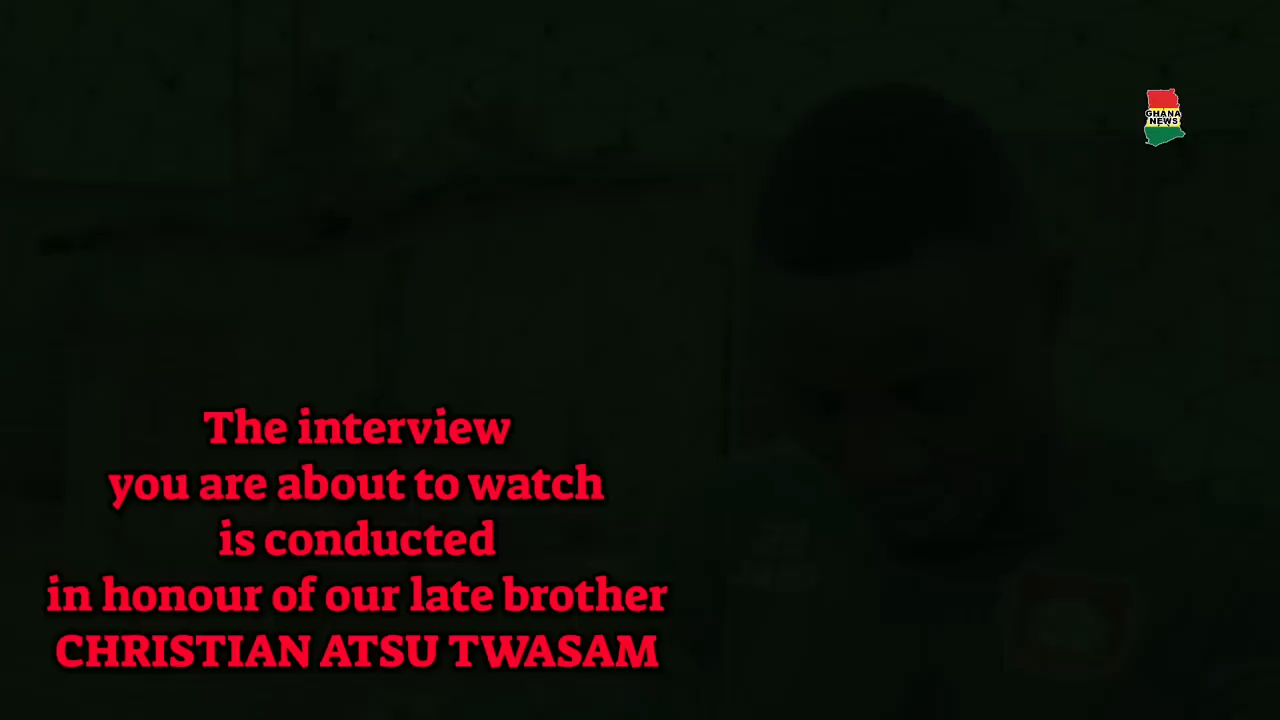 GHANA
NEWS
The interview
you are about to watch
is conducted
in honour of our late brother
CHRISTIAN ATSU TWASAM